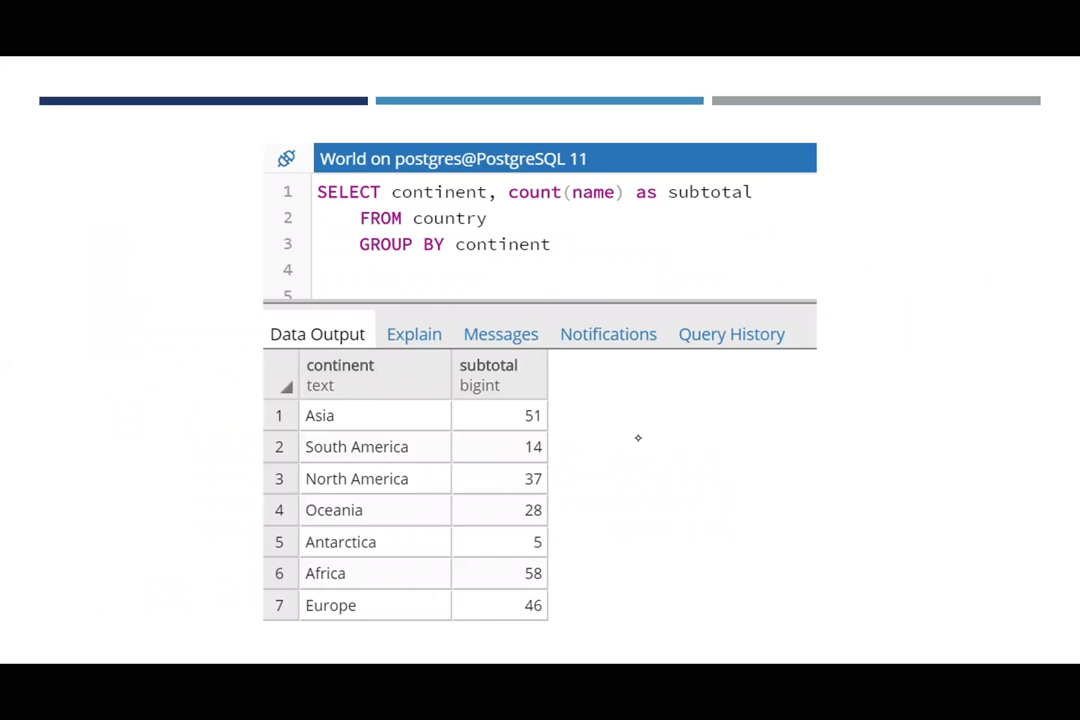 World on postgres@PostgreSQL 11
1 SELECT continent, count(name) as subtotal
2 FROM country
3 GROUP BY continent
4
5
Data Output Explain Messages Notifications Query History
continent subtotal
text bigint
1 Asia 51
2 South America 14
3 North America 37
4 Oceania 28
5 Antarctica 5
6 Africa 58
7 Europe 46